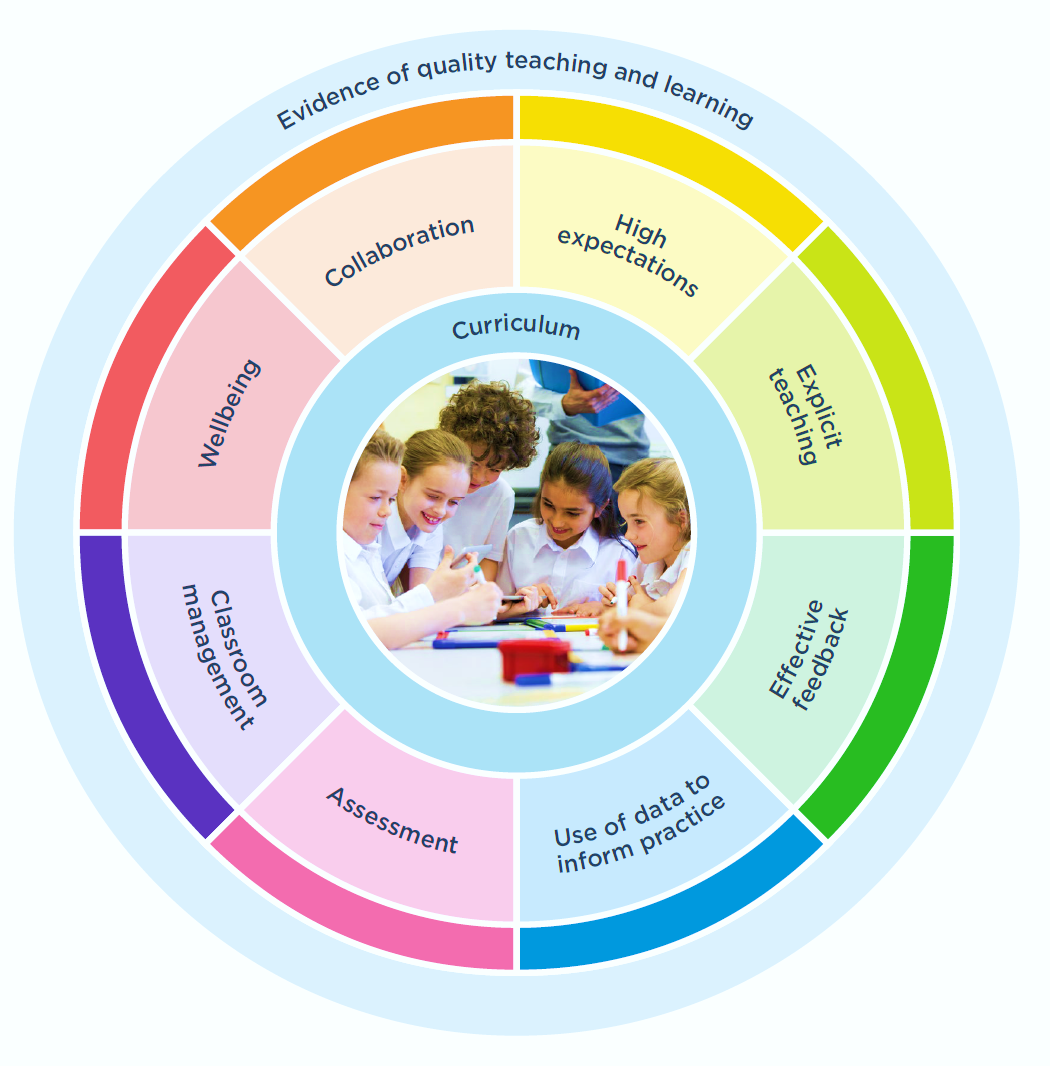 Evidence of quality teaching and learning
High
expectations
Explicit
teaching
Effective
feedback
Use of data to
inform practice
Assessment
Classroom
management
Wellbeing
Collaboration
Curriculum